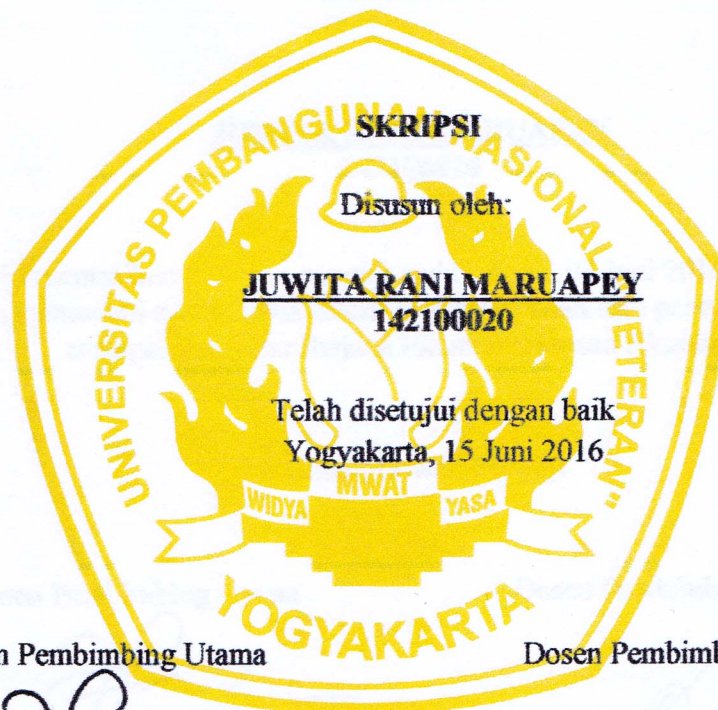 UNIVERSITAS PEMBANGUNAN NASIONAL "VETERAN"
SKRIPSI
Disusun oleh:
JUWITA RANI MARUAPEY
142100020
Telah disetujui dengan baik
Yogyakarta, 15 Juni 2016
WIDYA MWAT YASA
YOGYAKARTA
Pembimbing Utama
Dosen